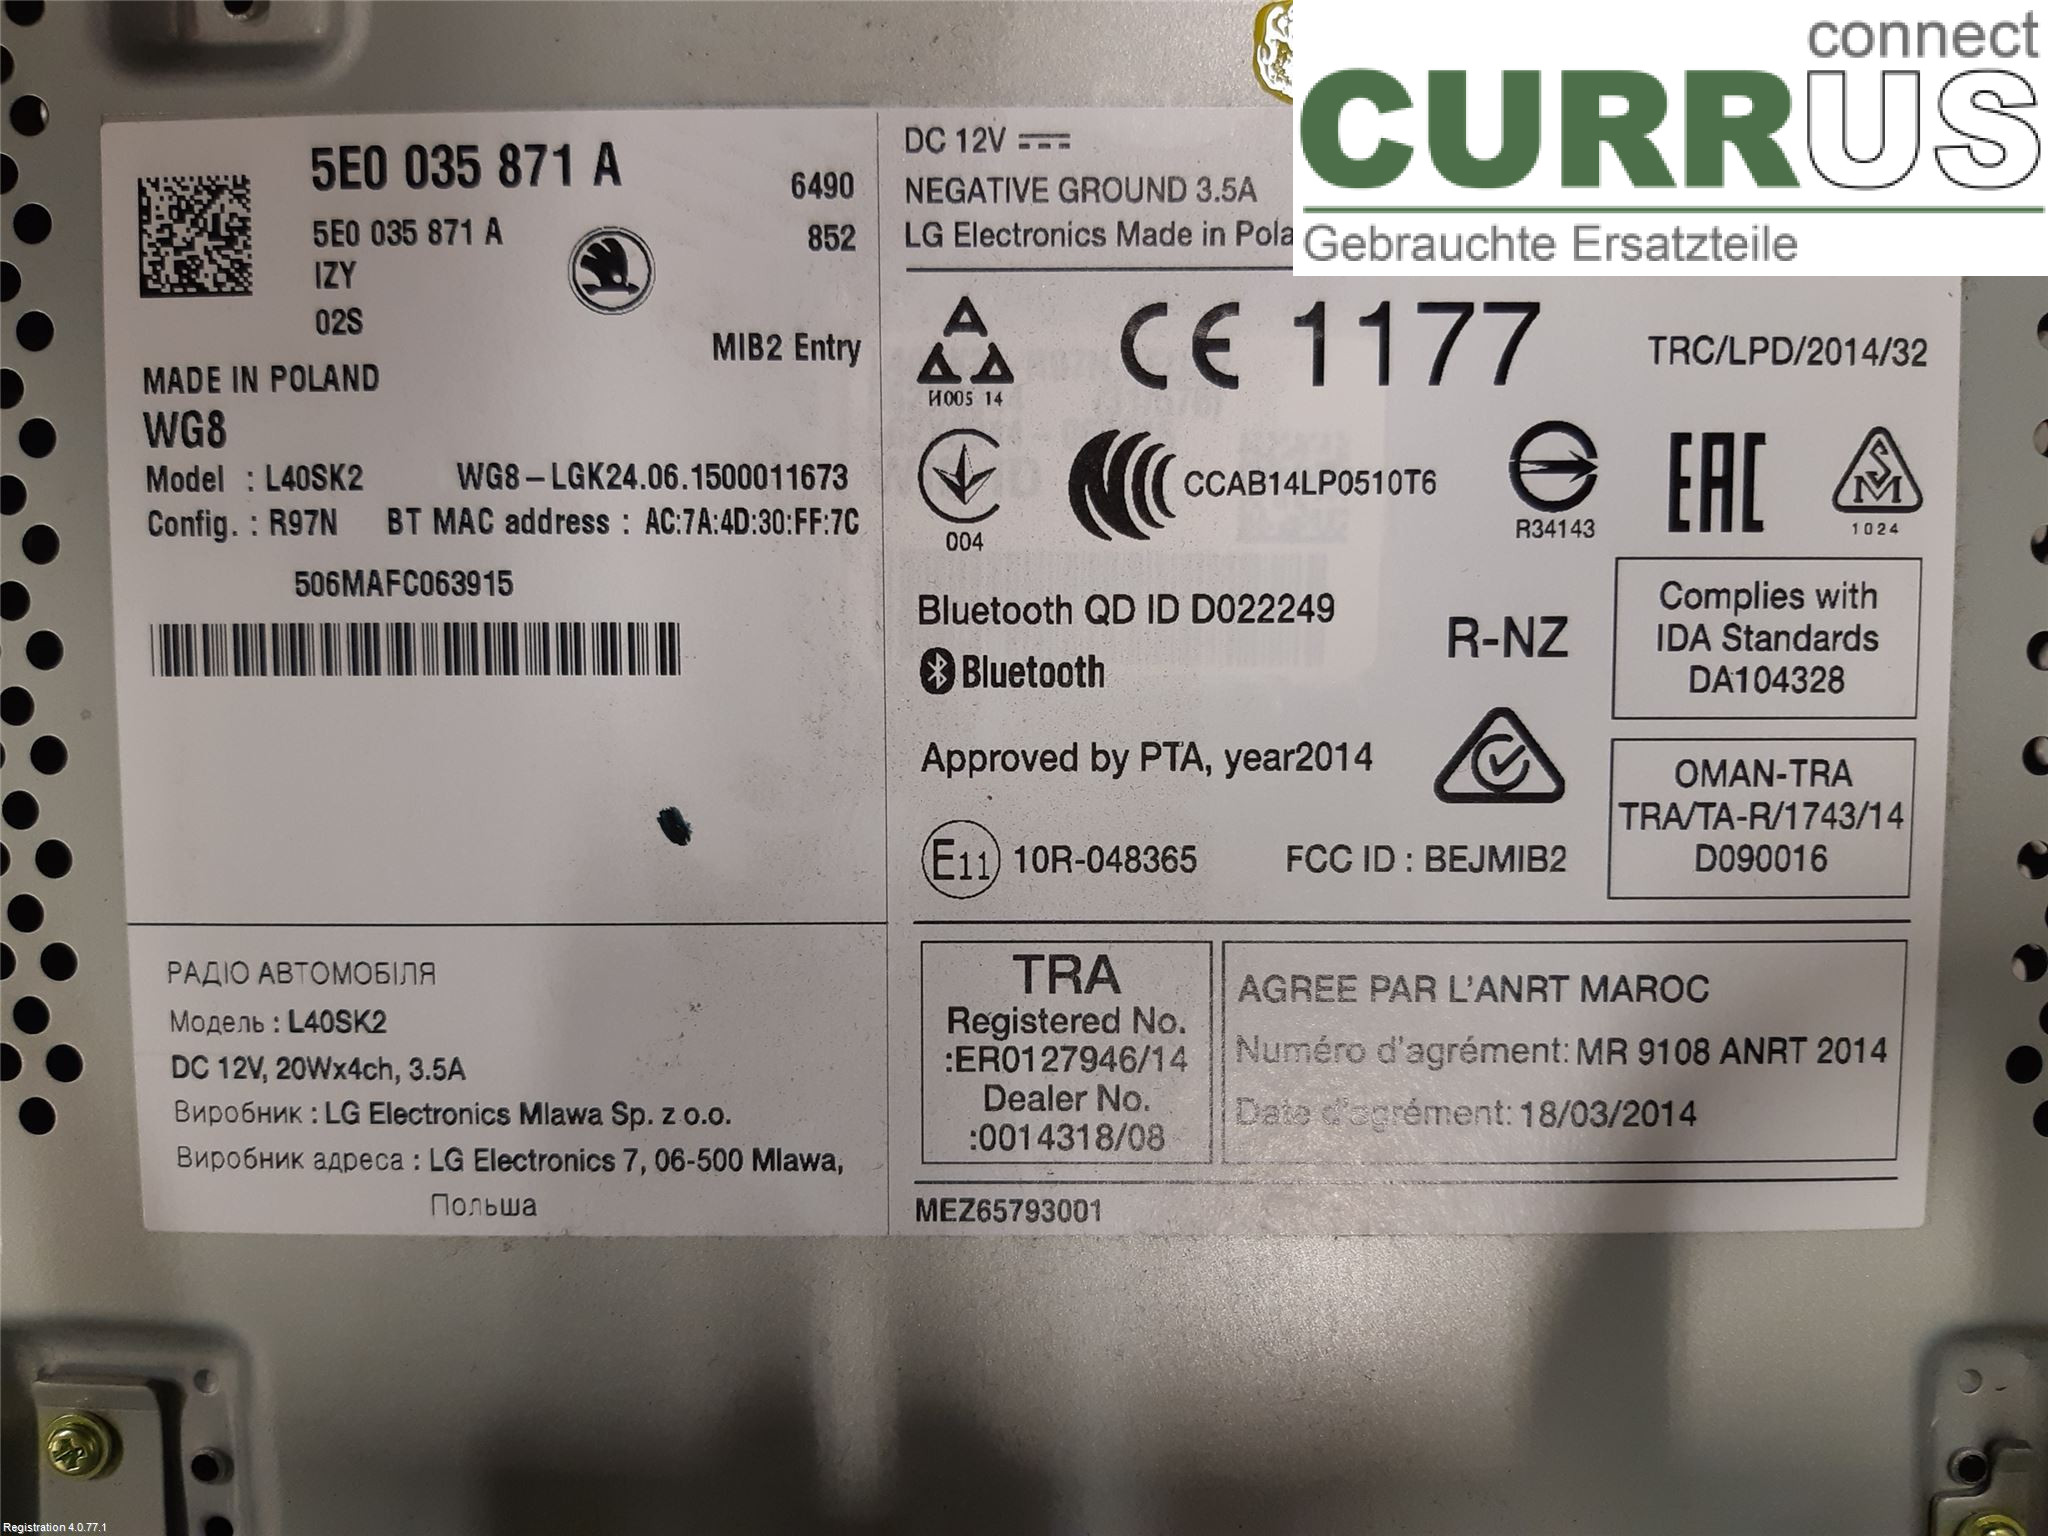 connect
CURRUS
Gebrauchte Ersatzteile
5E0 035 871 A
6490
5E0 035 871 A
852
IZY
02S
MIB2 Entry
MADE IN POLAND
WG8
Model : L40SK2 WG8-LGK24.06.1500011673
Config. : R97N BT MAC address : AC:7A:4D:30:FF:7C
506MAFC063915
РАДІО АВТОМОБІЛЯ
Модель : L40SK2
DC 12V, 20Wx4ch, 3.5A
Виробник : LG Electronics Mlawa Sp. z o.o.
Виробник адреса : LG Electronics 7, 06-500 Mlawa,
Польша
DC 12V
NEGATIVE GROUND 3.5A
LG Electronics Made in Pola
И005 14
CE 1177
TRC/LPD/2014/32
004
CCAB14LP0510T6
R34143
EAC
SM
1024
Bluetooth QD ID D022249
Bluetooth
R-NZ
Complies with
IDA Standards
DA104328
Approved by PTA, year2014
OMAN-TRA
TRA/TA-R/1743/14
D090016
E11 10R-048365
FCC ID : BEJMIB2
TRA
Registered No.
:ER0127946/14
Dealer No.
:0014318/08
AGREE PAR L'ANRT MAROC
Numéro d'agrément: MR 9108 ANRT 2014
Date d'agrément: 18/03/2014
MEZ65793001
Registration 4.0.77.1